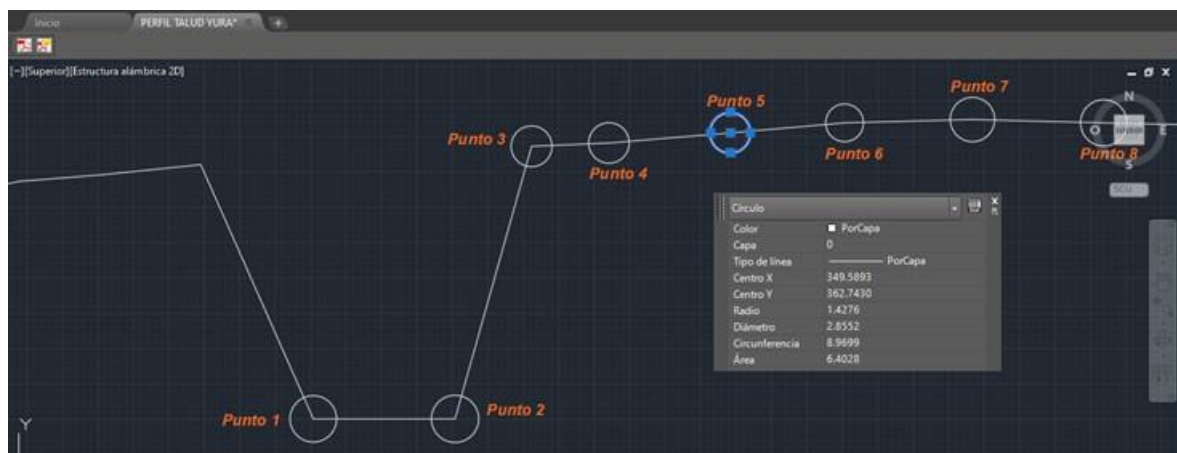 Inicio
PERFIL TALUD YURA*
[−][Superior][Estructura alámbrica 2D]
Punto 7
N
Punto 5
Punto 3
O
E
Punto 6
Punto 8
Punto 4
S
SCU
Círculo
Color PorCapa
Capa 0
Tipo de línea PorCapa
Centro X 349.5893
Centro Y 362.7430
Radio 1.4276
Diámetro 2.8552
Circunferencia 8.9699
Área 6.4028
Punto 2
Punto 1
Y